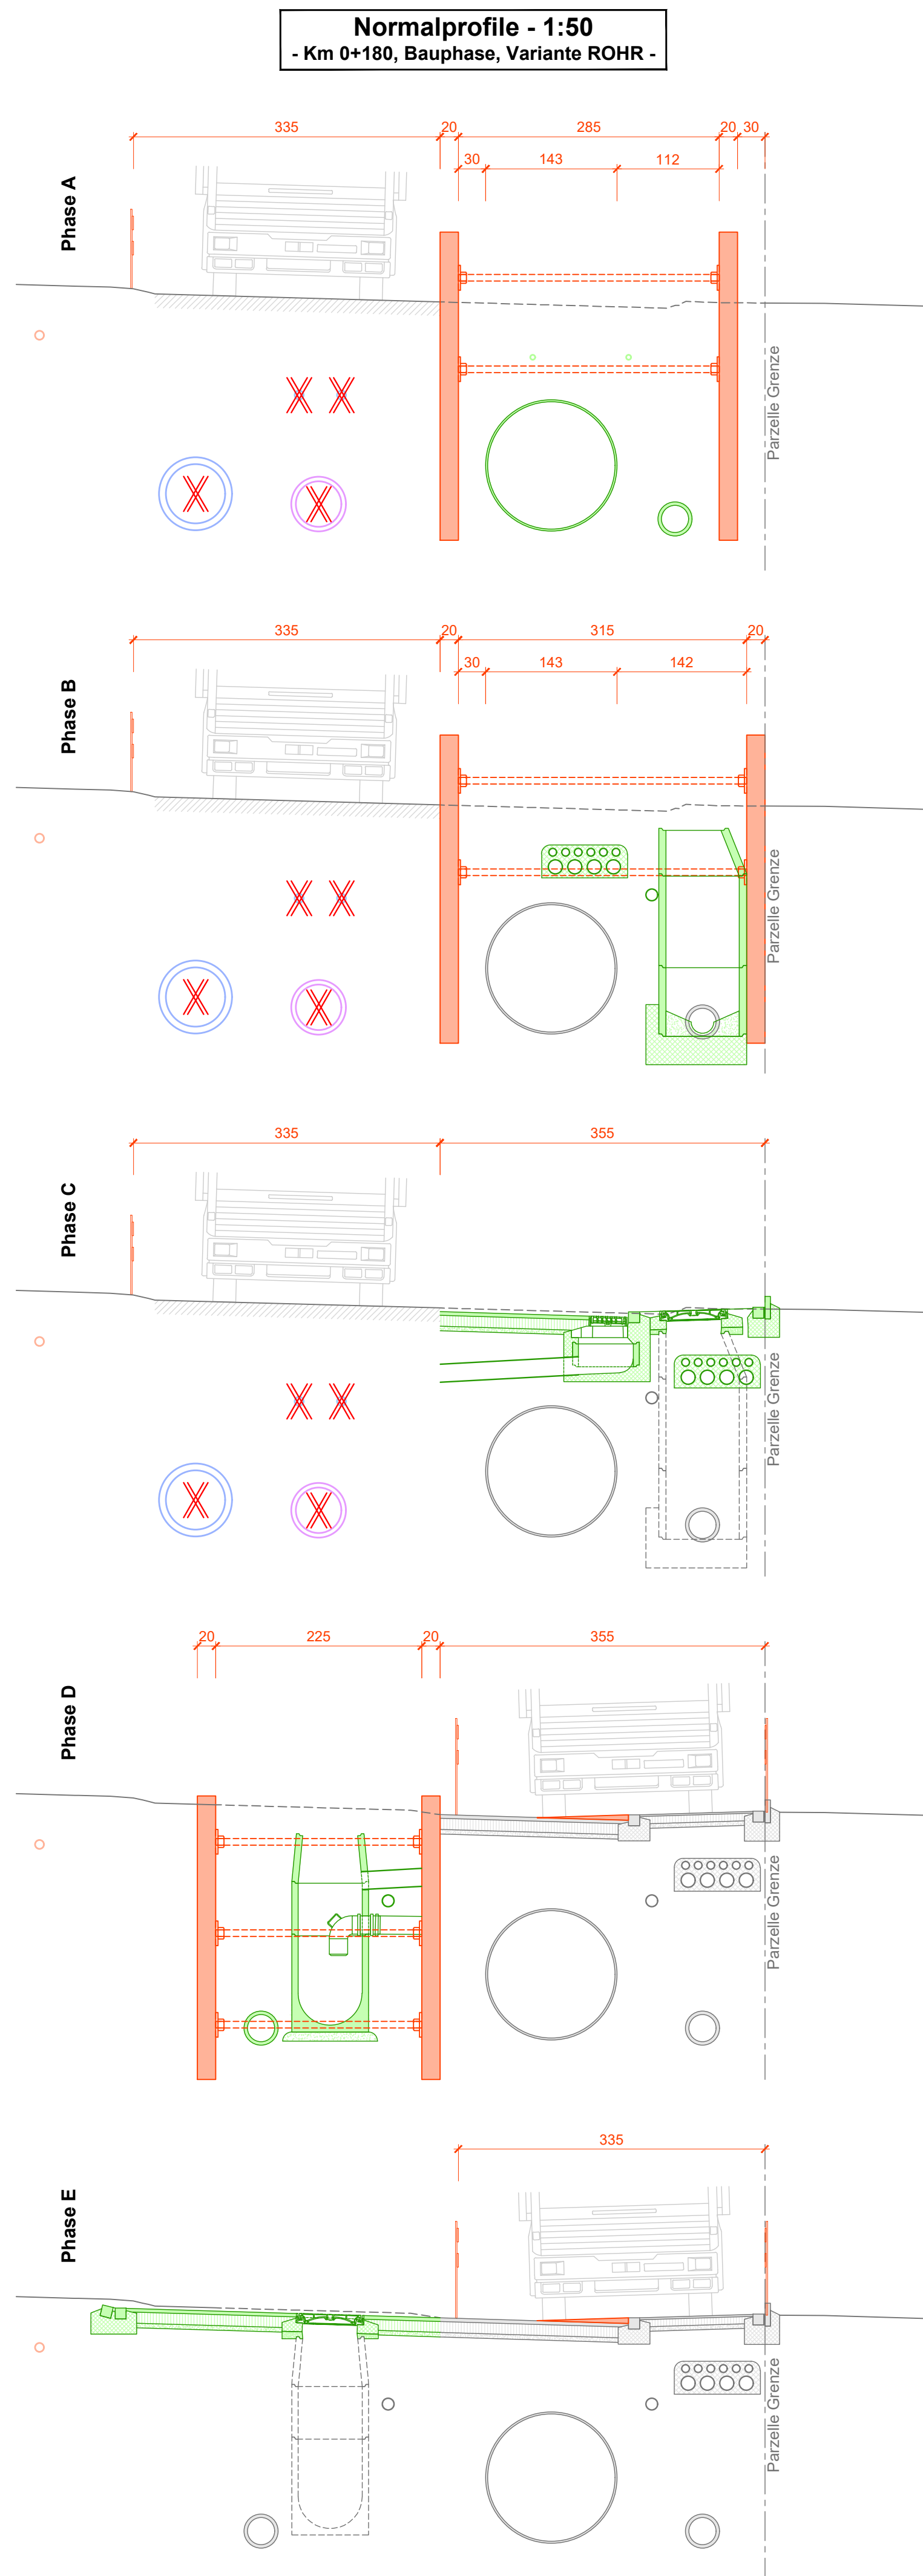 Normalprofile - 1:50
- Km 0+180, Bauphase, Variante ROHR -
Phase A
335
20
285
20
30
30
143
112
Parzelle Grenze
Phase B
335
20
315
20
30
143
142
Parzelle Grenze
Phase C
335
355
Parzelle Grenze
Phase D
20
225
20
355
Parzelle Grenze
Phase E
335
Parzelle Grenze